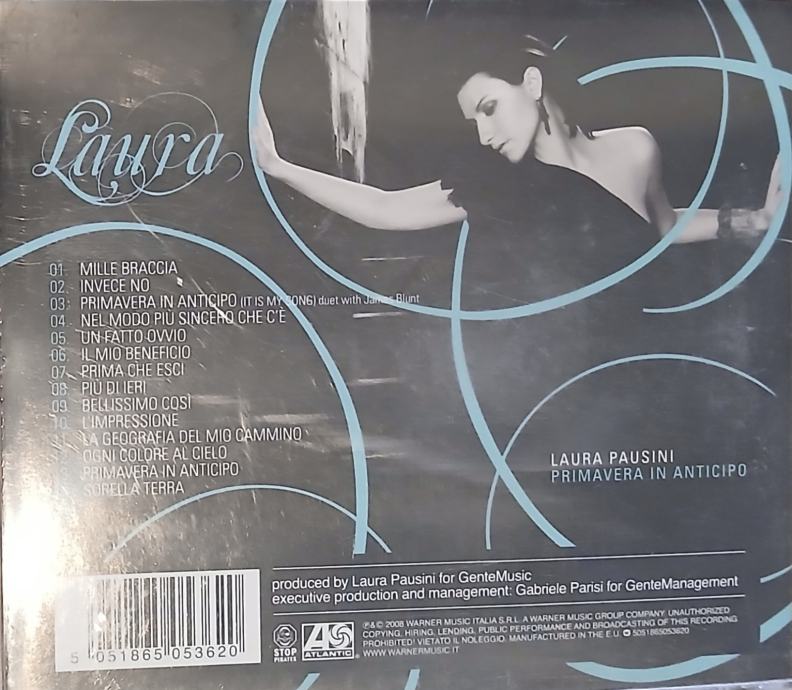 Laura
01. MILLE BRACCIA
02. INVECE NO
03. PRIMAVERA IN ANTICIPO (IT IS MY SONG) duet with James Blunt
04. NEL MODO PIÙ SINCERO CHE C'È
05. UN FATTO OVVIO
06. IL MIO BENEFICIO
07. PRIMA CHE ESCI
08. PIÙ DI IERI
09. BELLISSIMO COSÌ
10. L'IMPRESSIONE
LA GEOGRAFIA DEL MIO CAMMINO
OGNI COLORE AL CIELO
PRIMAVERA IN ANTICIPO
SORELLA TERRA
LAURA PAUSINI
PRIMAVERA IN ANTICIPO
produced by Laura Pausini for GenteMusic
executive production and management: Gabriele Parisi for GenteManagement
5 051865 053620
STOP
PIRATES
ATLANTIC
℗&© 2008 WARNER MUSIC ITALIA S.R.L. A WARNER MUSIC GROUP COMPANY. UNAUTHORIZED
COPYING, HIRING, LENDING, PUBLIC PERFORMANCE AND BROADCASTING OF THIS RECORDING
PROHIBITED! VIETATO IL NOLEGGIO. MANUFACTURED IN THE E.U. 5051865053620
WWW.WARNERMUSIC.IT